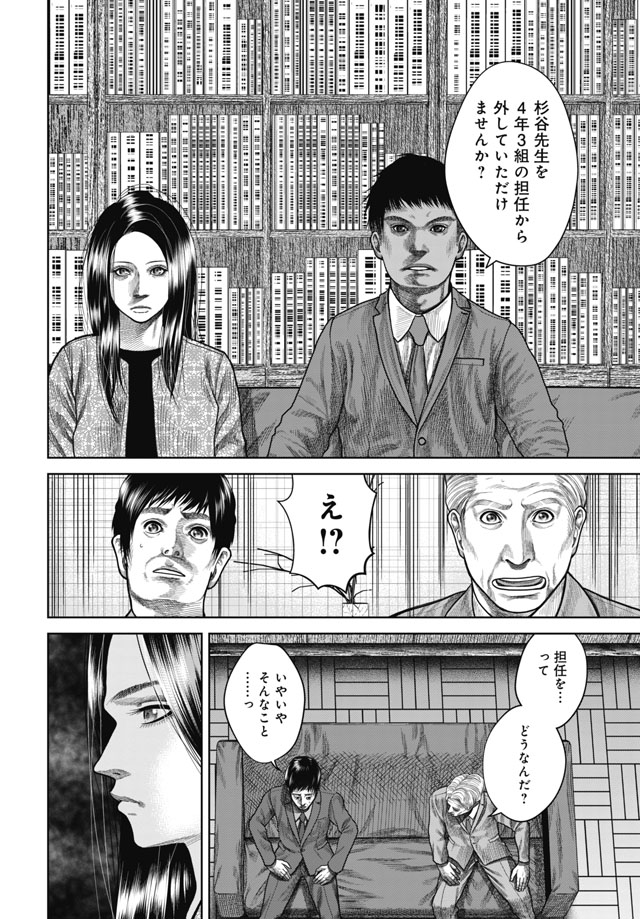 杉谷先生を
4年3組の担任から
外していただけ
ませんか?
え!?
担任を…
って
どうなんだ?
いやいや
そんなこと
……っ